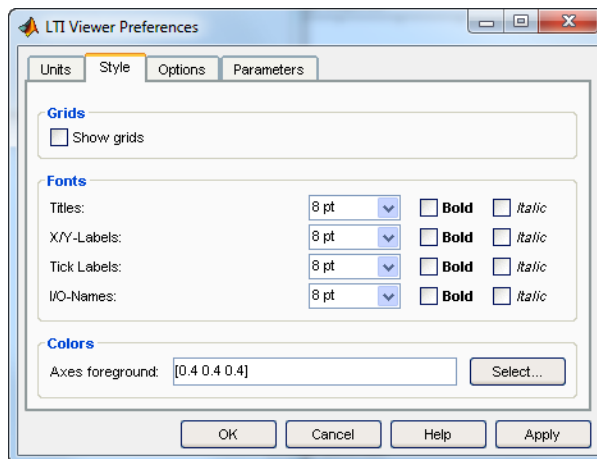 LTI Viewer Preferences
Units Style Options Parameters
Grids
Show grids
Fonts
Titles: 8 pt Bold Italic
X/Y-Labels: 8 pt Bold Italic
Tick Labels: 8 pt Bold Italic
I/O-Names: 8 pt Bold Italic
Colors
Axes foreground: [0.4 0.4 0.4] Select...
OK Cancel Help Apply